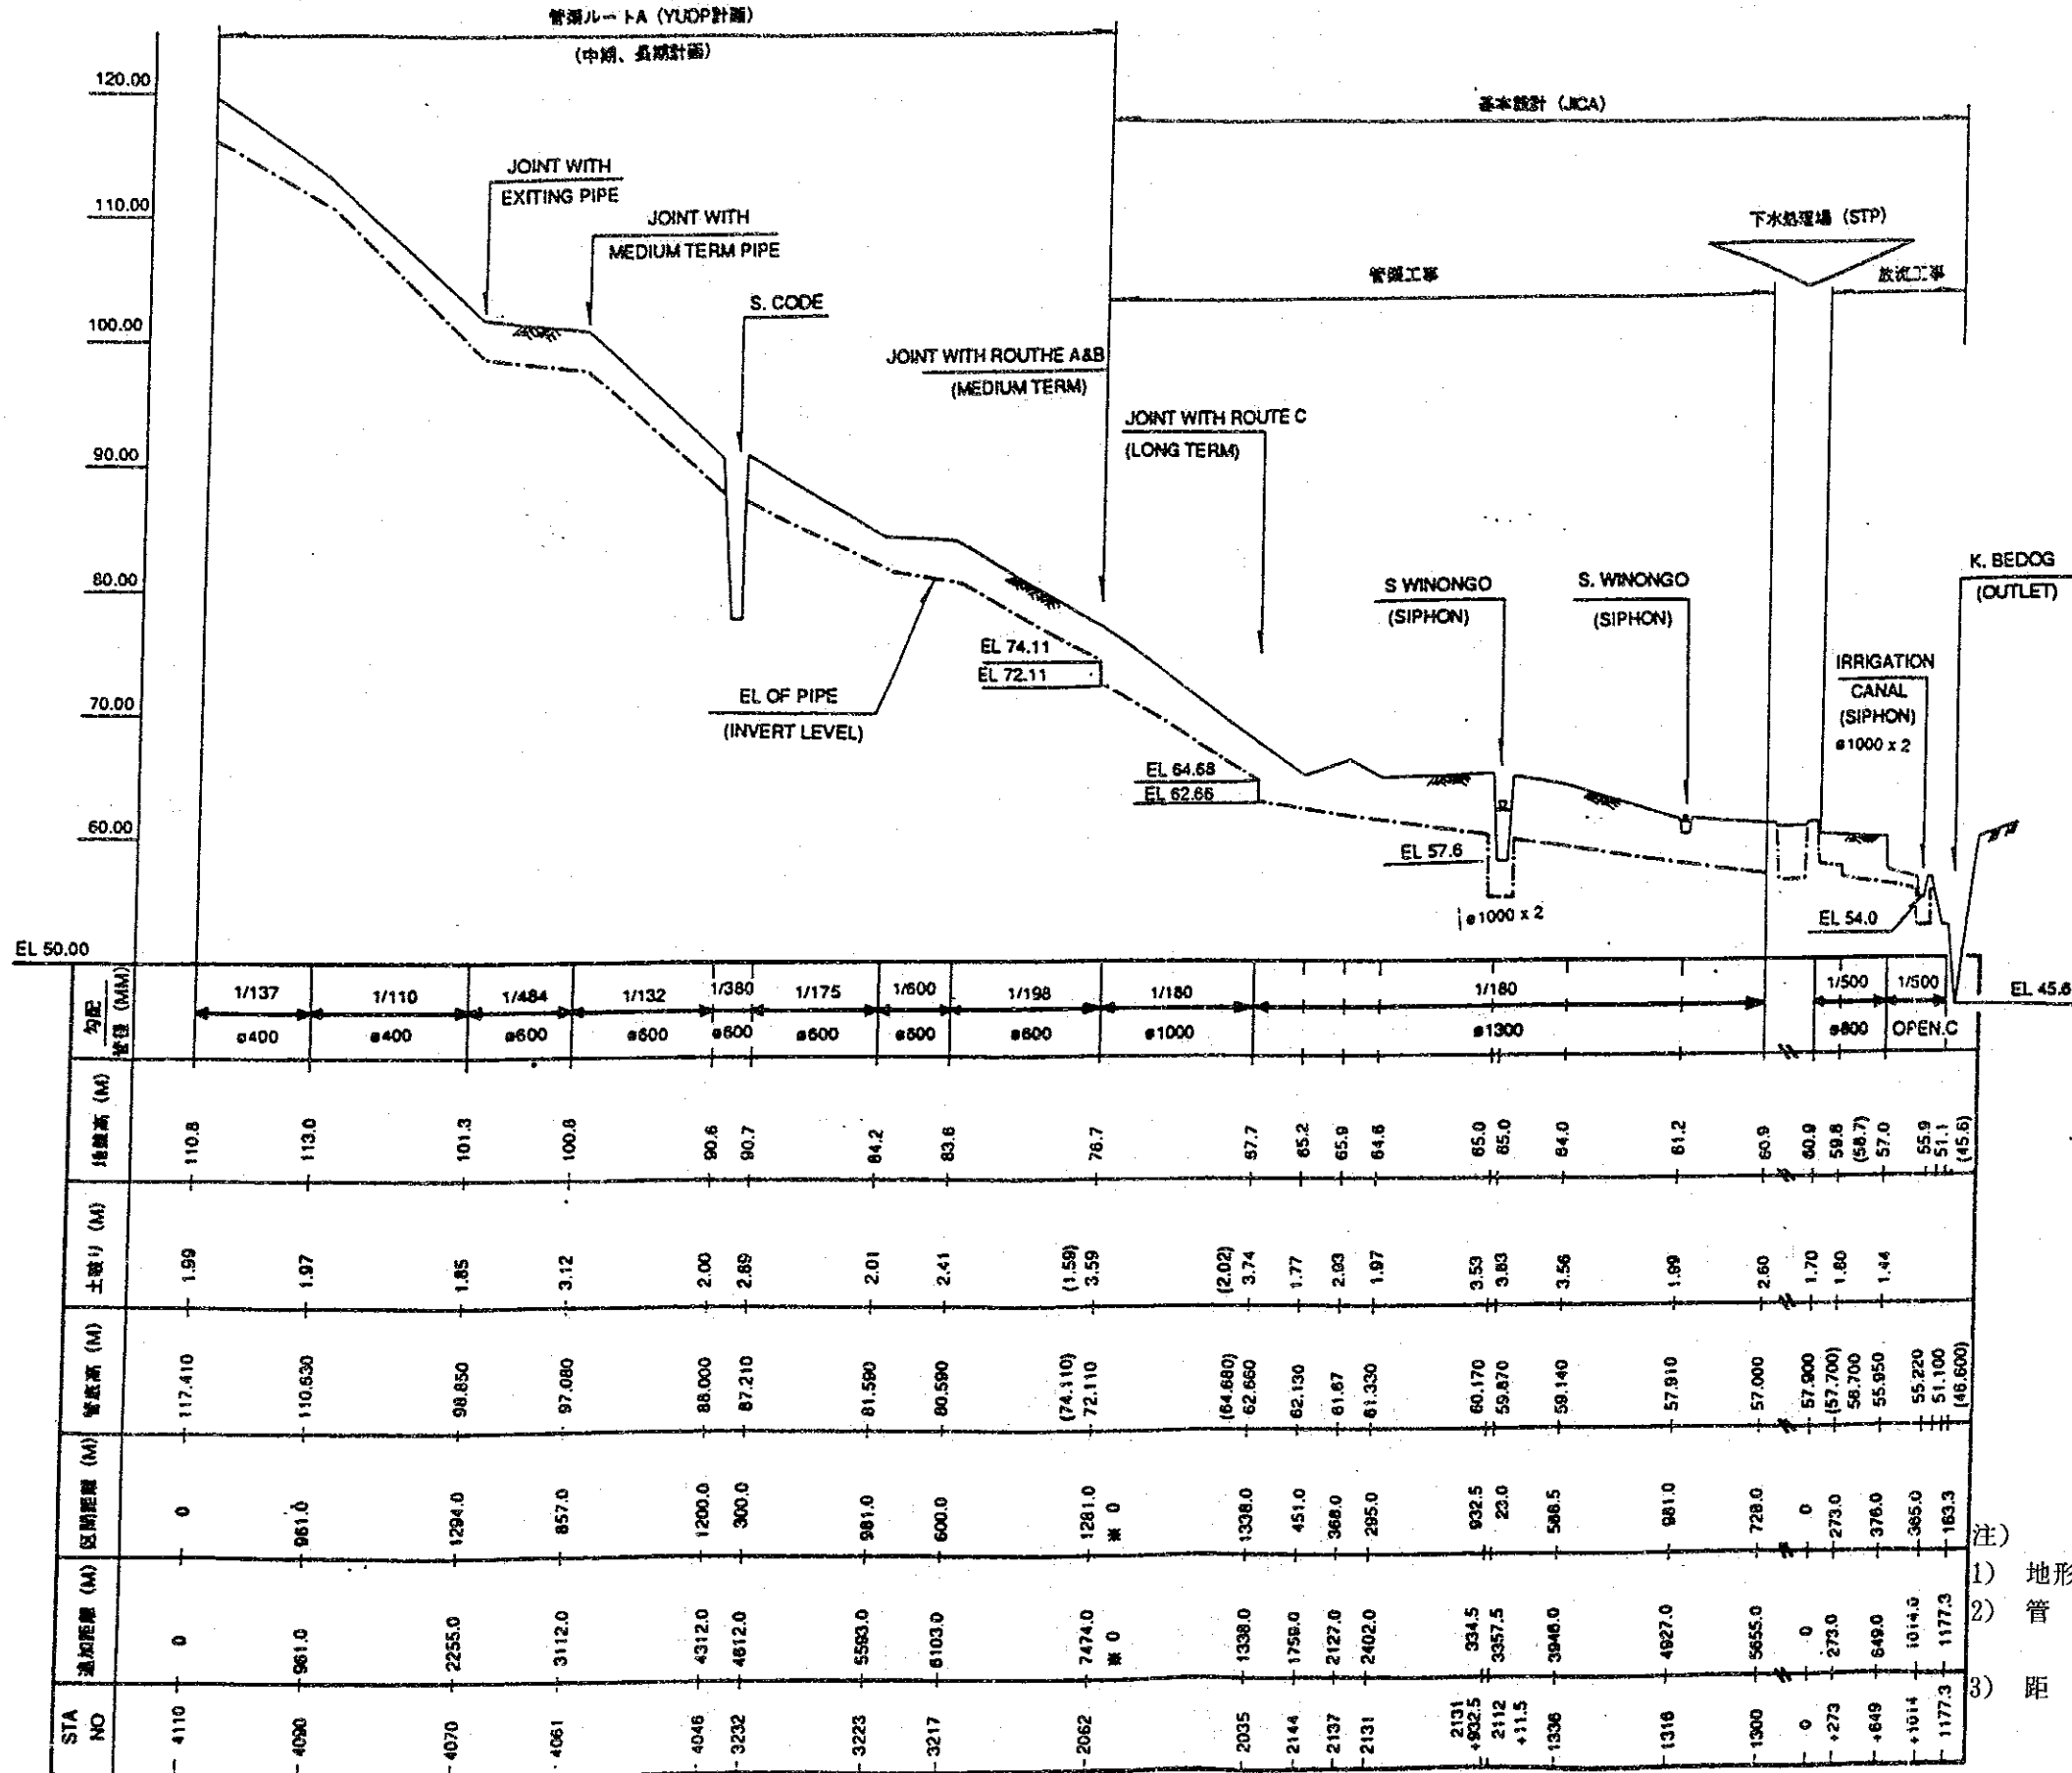 管渠ルートA (YUDP計画)
(中期、長期計画)
120.00
基本設計 (JICA)
JOINT WITH
EXITING PIPE
110.00
JOINT WITH
MEDIUM TERM PIPE
下水処理場 (STP)
管渠工事
放流工事
S. CODE
100.00
JOINT WITH ROUTHE A&B
(MEDIUM TERM)
JOINT WITH ROUTE C
(LONG TERM)
90.00
K. BEDOG
(OUTLET)
80.00
S WINONGO
(SIPHON)
S. WINONGO
(SIPHON)
EL 74.11
EL 72.11
IRRIGATION
CANAL
(SIPHON)
ø1000 x 2
EL OF PIPE
(INVERT LEVEL)
70.00
EL 64.68
EL 62.66
60.00
EL 57.6
ø1000 x 2
EL 54.0
EL 50.00
EL 45.6
勾配
管径 (MM)
1/137 1/110 1/484 1/132 1/380 1/175 1/600 1/198 1/180 1/180 1/500 1/500
ø400 ø400 ø600 ø600 ø600 ø600 ø600 ø600 ø1000 ø1300 ø800 OPEN.C
地盤高 (M)
110.8 113.0 101.3 100.8 90.6 90.7 84.2 83.6 76.7 67.7 65.2 65.9 64.6 65.0 65.0 64.0 61.2 60.9 60.9 59.8 (58.7) 57.0 55.9 51.1 (45.6)
土被り (M)
1.99 1.97 1.85 3.12 2.00 2.89 2.01 2.41 (1.59) 3.59 (2.02) 3.74 1.77 2.93 1.97 3.53 3.83 3.56 1.99 2.60 1.70 1.60 1.44
管底高 (M)
117.410 110.630 98.850 97.080 88.000 87.210 81.590 80.590 (74.110) 72.110 (64.680) 62.660 62.130 61.67 61.330 60.170 59.870 59.140 57.910 57.000 57.900 (57.700) 56.700 55.950 55.220 51.100 (46.600)
区間距離 (M)
0 961.0 1294.0 857.0 1200.0 300.0 981.0 600.0 1281.0 ※ 0 1338.0 451.0 368.0 295.0 932.5 23.0 588.5 981.0 728.0 0 273.0 376.0 365.0 163.3
追加距離 (M)
0 961.0 2255.0 3112.0 4312.0 4612.0 5593.0 6103.0 7474.0 ※ 0 1338.0 1759.0 2127.0 2402.0 334.5 3357.5 3946.0 4927.0 5655.0 0 273.0 649.0 1014.0 1177.3
STA NO
4110 4090 4070 4061 4046 3232 3223 3217 2062 2035 2144 2137 2131 2131 +932.5 2112 +11.5 1336 1316 1300 0 +273 +649 +1014 1177.3
注)
1) 地形
2) 管
3) 距